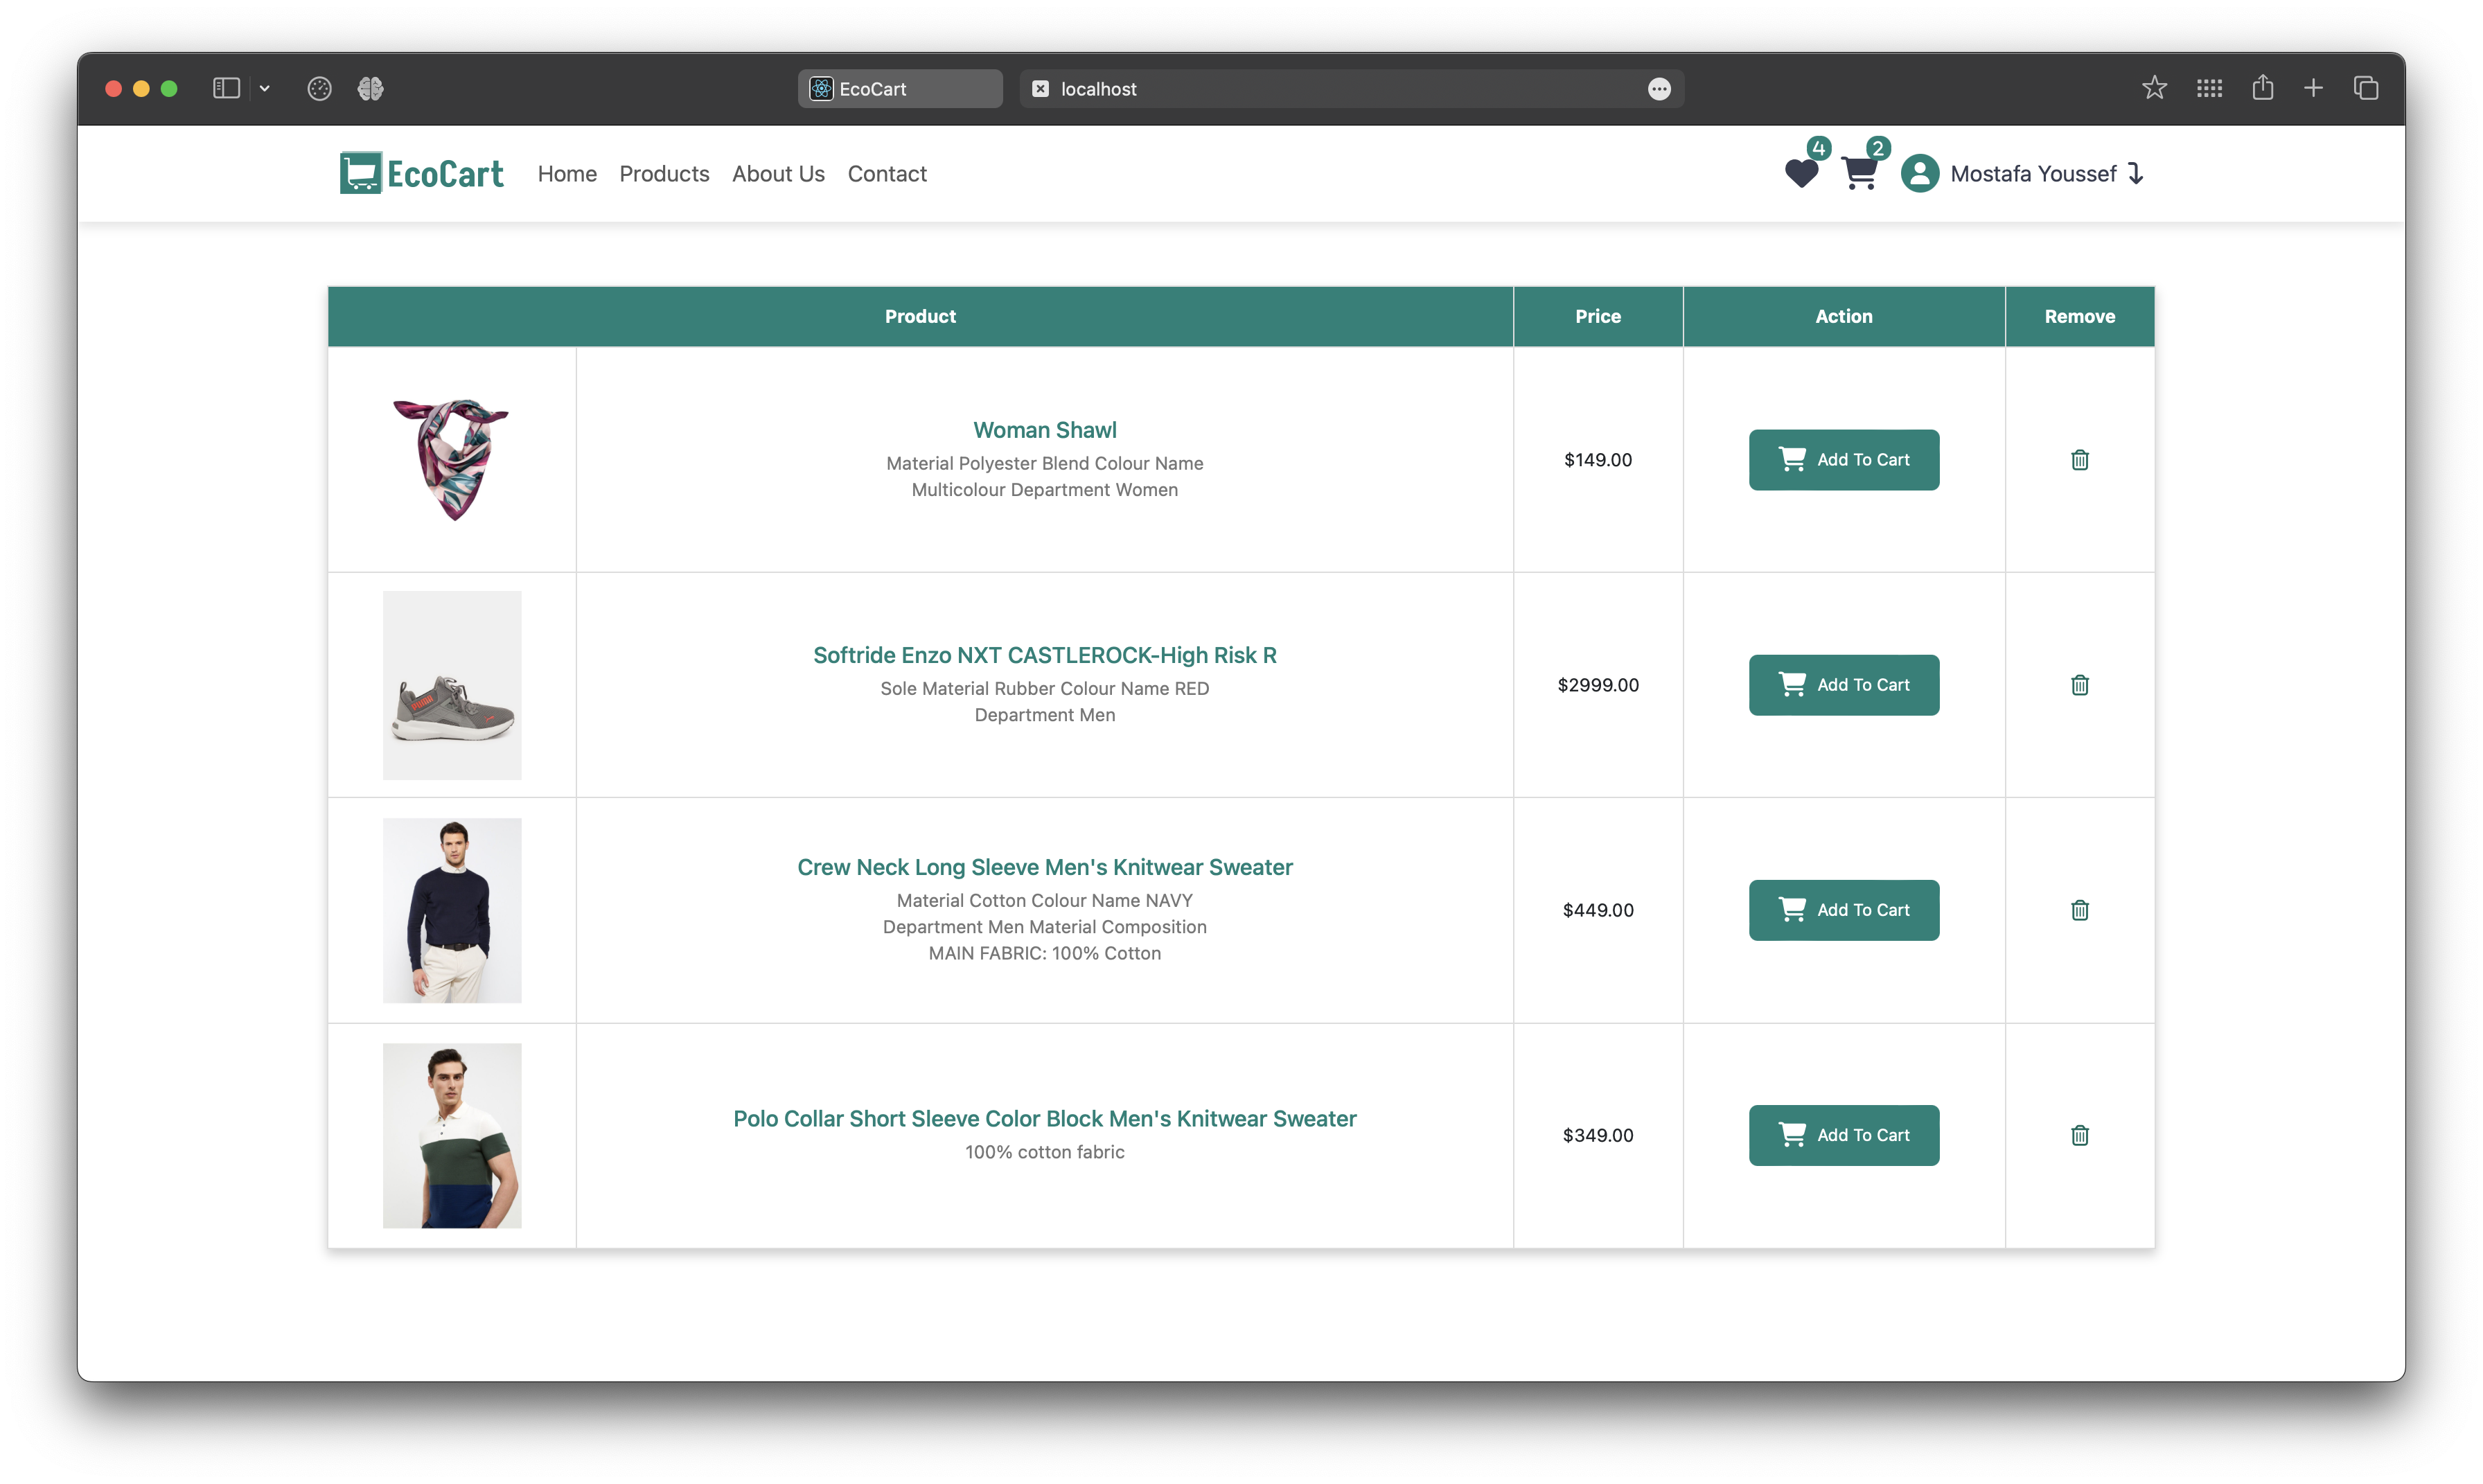 EcoCart
localhost
EcoCart
Home
Products
About Us
Contact
4
2
Mostafa Youssef
Product
Price
Action
Remove
Woman Shawl
Material Polyester Blend Colour Name
Multicolour Department Women
$149.00
Add To Cart
Softride Enzo NXT CASTLEROCK-High Risk R
Sole Material Rubber Colour Name RED
Department Men
$2999.00
Add To Cart
Crew Neck Long Sleeve Men's Knitwear Sweater
Material Cotton Colour Name NAVY
Department Men Material Composition
MAIN FABRIC: 100% Cotton
$449.00
Add To Cart
Polo Collar Short Sleeve Color Block Men's Knitwear Sweater
100% cotton fabric
$349.00
Add To Cart